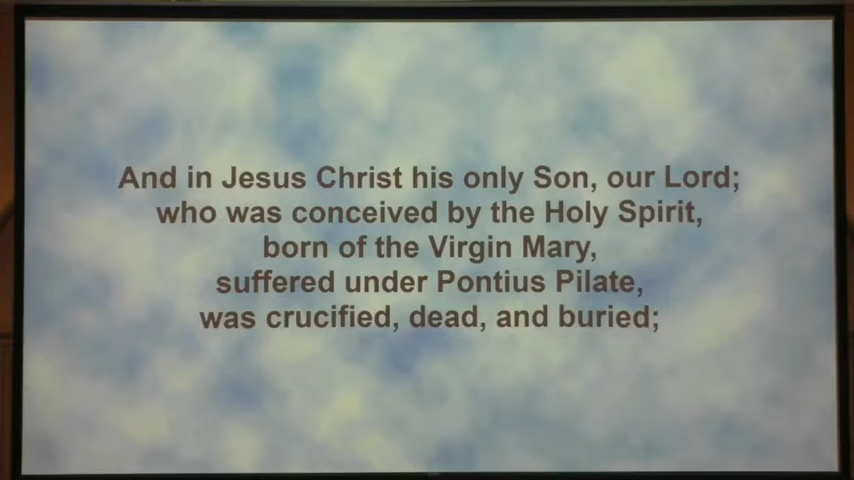 And in Jesus Christ his only Son, our Lord;
who was conceived by the Holy Spirit,
born of the Virgin Mary,
suffered under Pontius Pilate,
was crucified, dead, and buried;